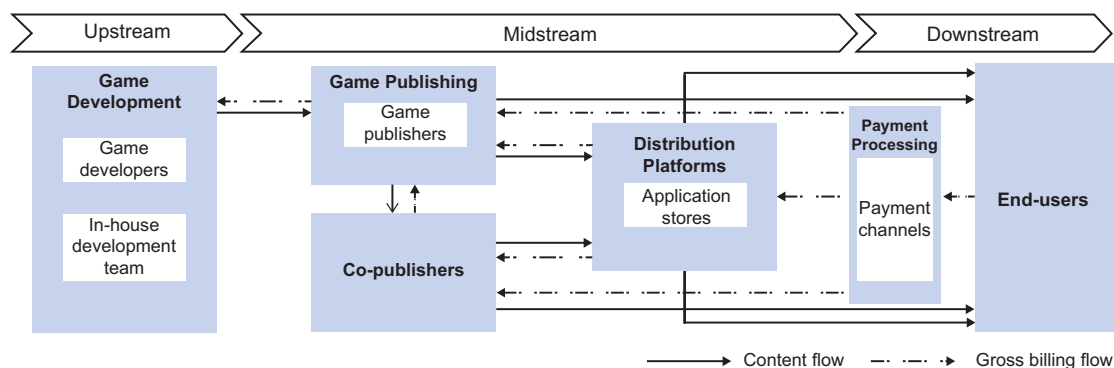 Upstream
Midstream
Downstream
Game
Development
Game
developers
In-house
development
team
Game Publishing
Game
publishers
Co-publishers
Distribution
Platforms
Application
stores
Payment
Processing
Payment
channels
End-users
Content flow
Gross billing flow